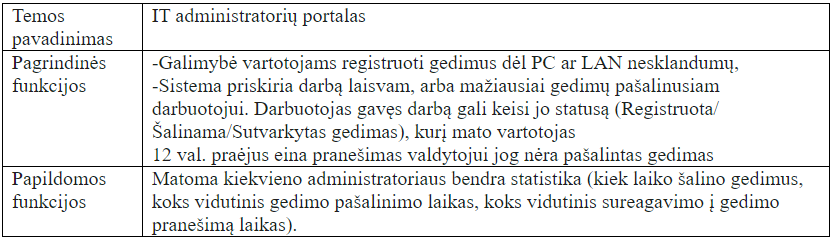 Temos IT administratorių portalas
pavadinimas
Pagrindinės -Galimybė vartotojams registruoti gedimus dėl PC ar LAN nesklandumų,
funkcijos -Sistema priskiria darbą laisvam, arba mažiausiai gedimų pašalinusiam
darbuotojui. Darbuotojas gavęs darbą gali keisi jo statusą (Registruota/
Šalinama/Sutvarkytas gedimas), kurį mato vartotojas
12 val. praėjus eina pranešimas valdytojui jog nėra pašalintas gedimas
Papildomos Matoma kiekvieno administratoriaus bendra statistika (kiek laiko šalino gedimus,
funkcijos koks vidutinis gedimo pašalinimo laikas, koks vidutinis sureagavimo į gedimo
pranešimą laikas).